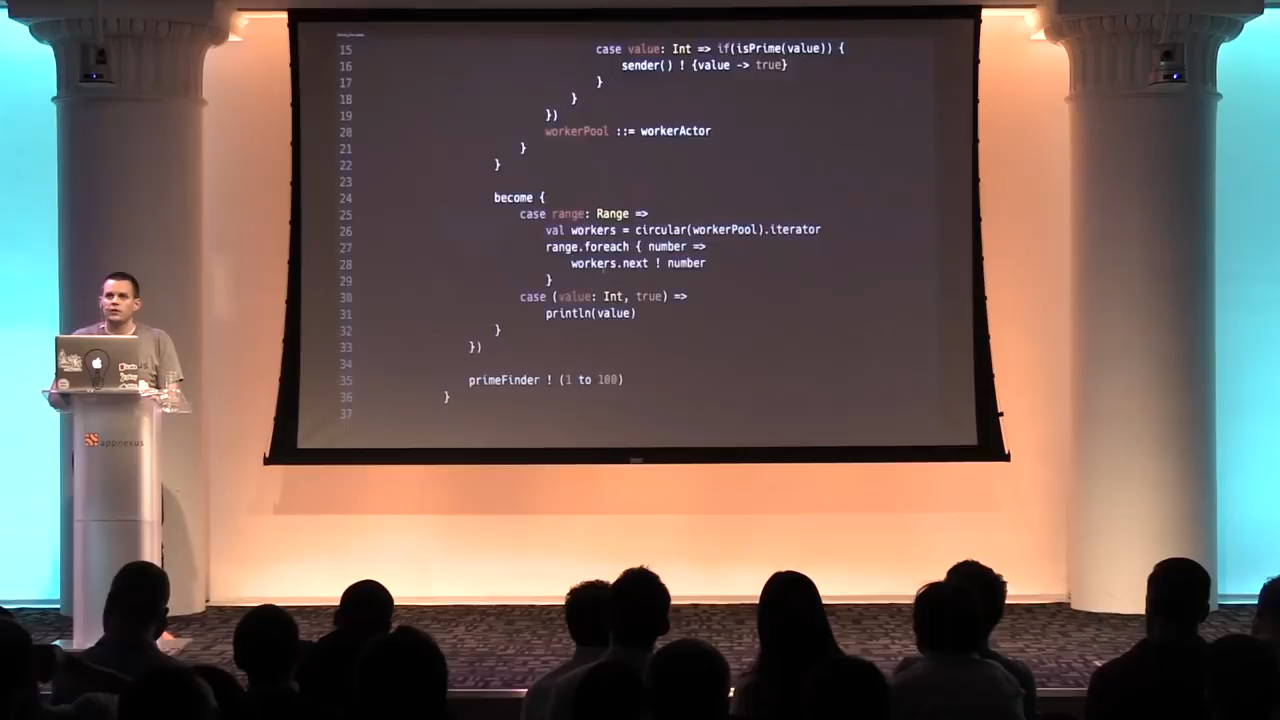 15 case value: Int => if(isPrime(value)) {
16 sender() ! {value -> true}
17 }
18 }
19 })
20 workerPool ::= workerActor
21 }
22 }
23
24 become {
25 case range: Range =>
26 val workers = circular(workerPool).iterator
27 range.foreach { number =>
28 workers.next ! number
29 }
30 case (value: Int, true) =>
31 println(value)
32 }
33 })
34
35 primeFinder ! (1 to 100)
36 }
37
appnexus